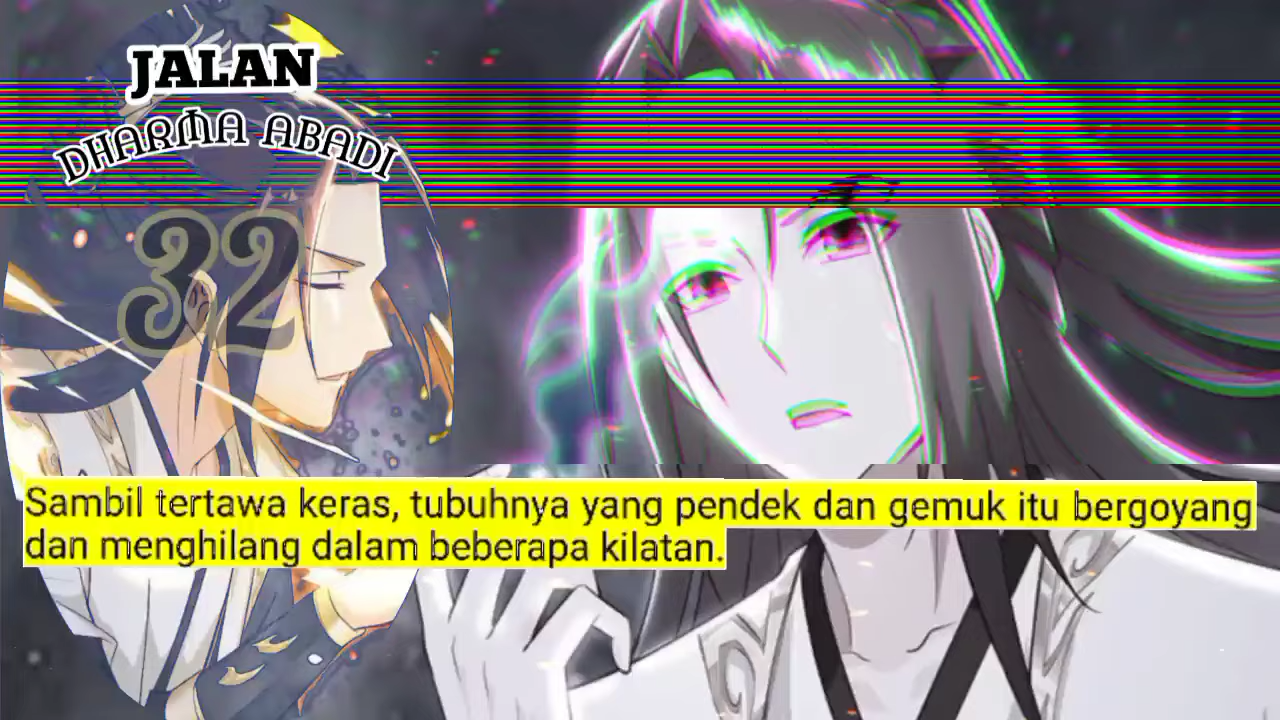 JALAN
DHARMA ABADI
32
Sambil tertawa keras, tubuhnya yang pendek dan gemuk itu bergoyang
dan menghilang dalam beberapa kilatan.